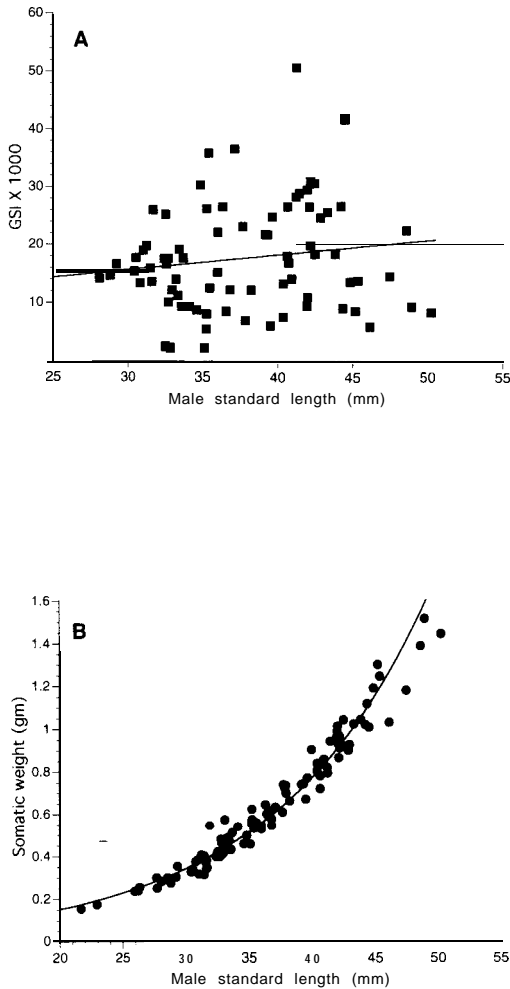 60
A
50
40
GSI X 1000
30
20
10
25 30 35 40 45 50 55
Male standard length (mm)
1.6
B
1.4
1.2
1
Somatic weight (gm)
0.8
0.6
0.4
0.2
0
20 25 30 35 40 45 50 55
Male standard length (mm)